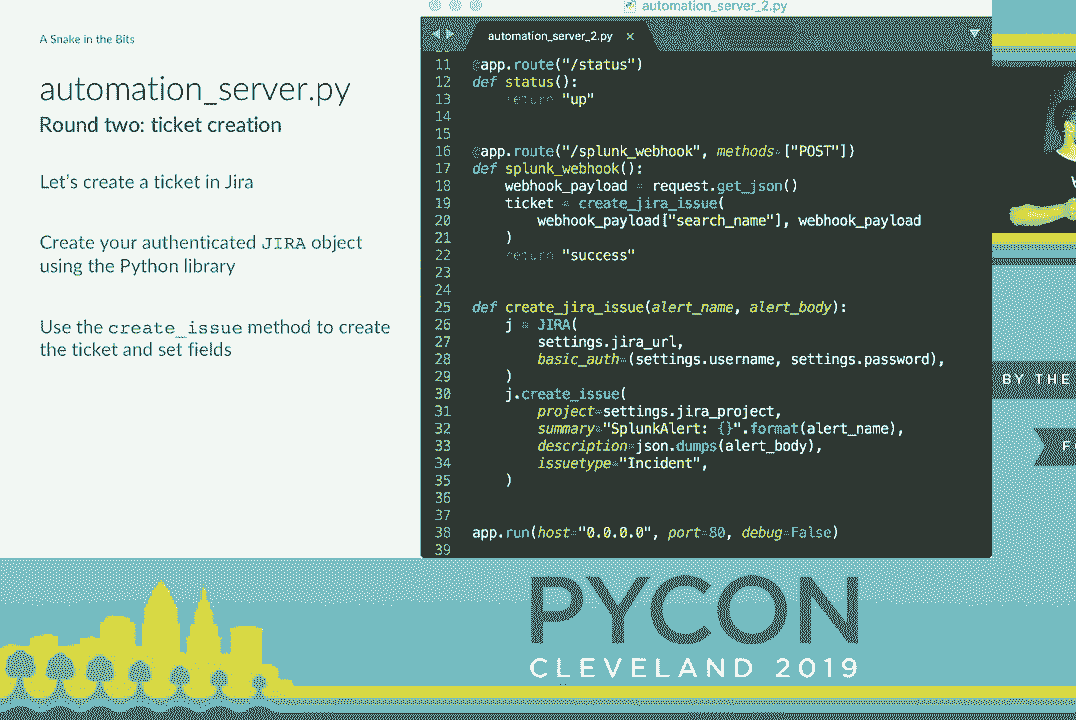 A Snake in the Bits
automation_server.py
Round two: ticket creation
Let's create a ticket in Jira
Create your authenticated JIRA object
using the Python library
Use the create_issue method to create
the ticket and set fields
automation_server_2.py
automation_server_2.py ×
11 @app.route("/status")
12 def status():
13     return "up"
14
15
16 @app.route("/splunk_webhook", methods=["POST"])
17 def splunk_webhook():
18     webhook_payload = request.get_json()
19     ticket = create_jira_issue(
20         webhook_payload["search_name"], webhook_payload
21     )
22     return "success"
23
24
25 def create_jira_issue(alert_name, alert_body):
26     j = JIRA(
27         settings.jira_url,
28         basic_auth=(settings.username, settings.password),
29     )
30     j.create_issue(
31         project=settings.jira_project,
32         summary="SplunkAlert: {}".format(alert_name),
33         description=json.dumps(alert_body),
34         issuetype="Incident",
35     )
36
37
38 app.run(host="0.0.0.0", port=80, debug=False)
39
BY THE
PYCON
CLEVELAND 2019